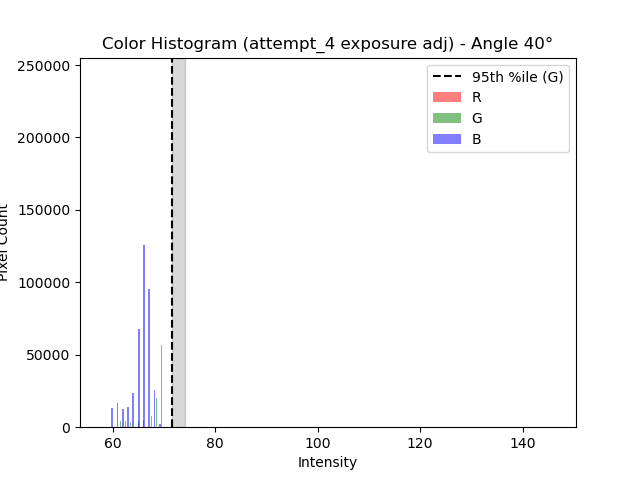 Color Histogram (attempt_4 exposure adj) - Angle 40°
250000
200000
150000
100000
50000
0
Pixel Count
60
80
100
120
140
Intensity
95th %ile (G)
R
G
B